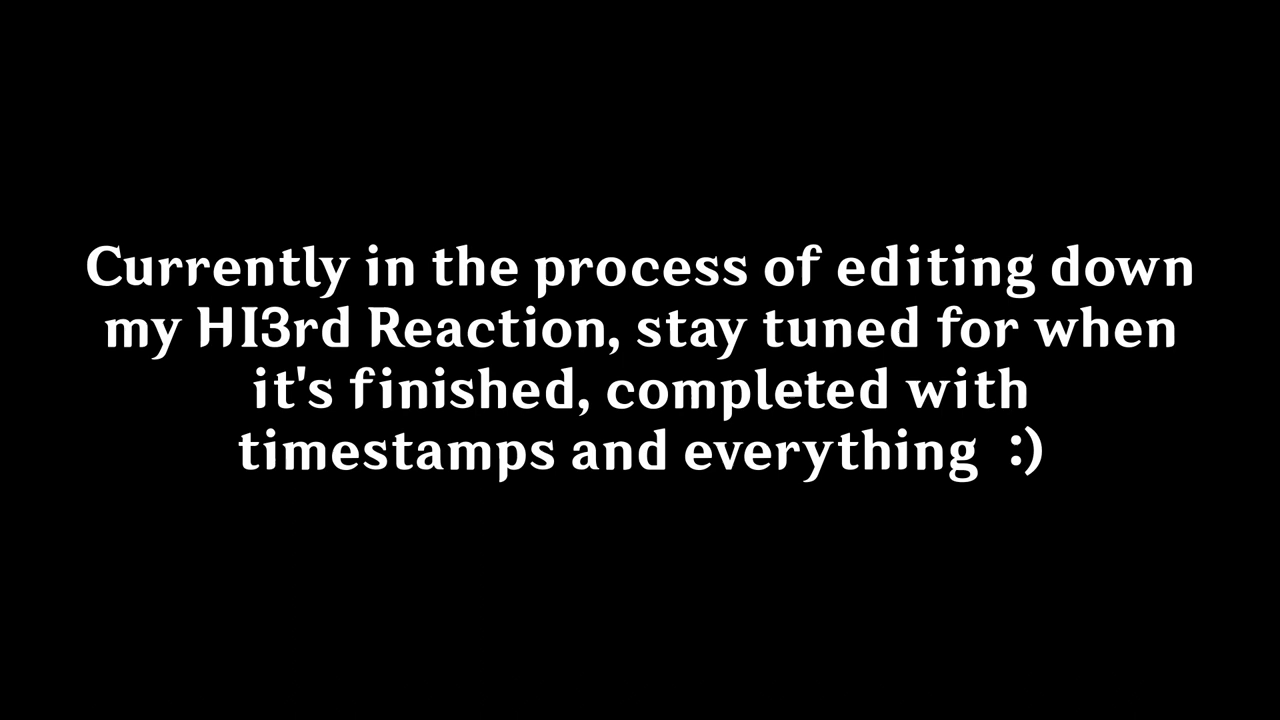 Currently in the process of editing down
my HI3rd Reaction, stay tuned for when
it's finished, completed with
timestamps and everything  :)